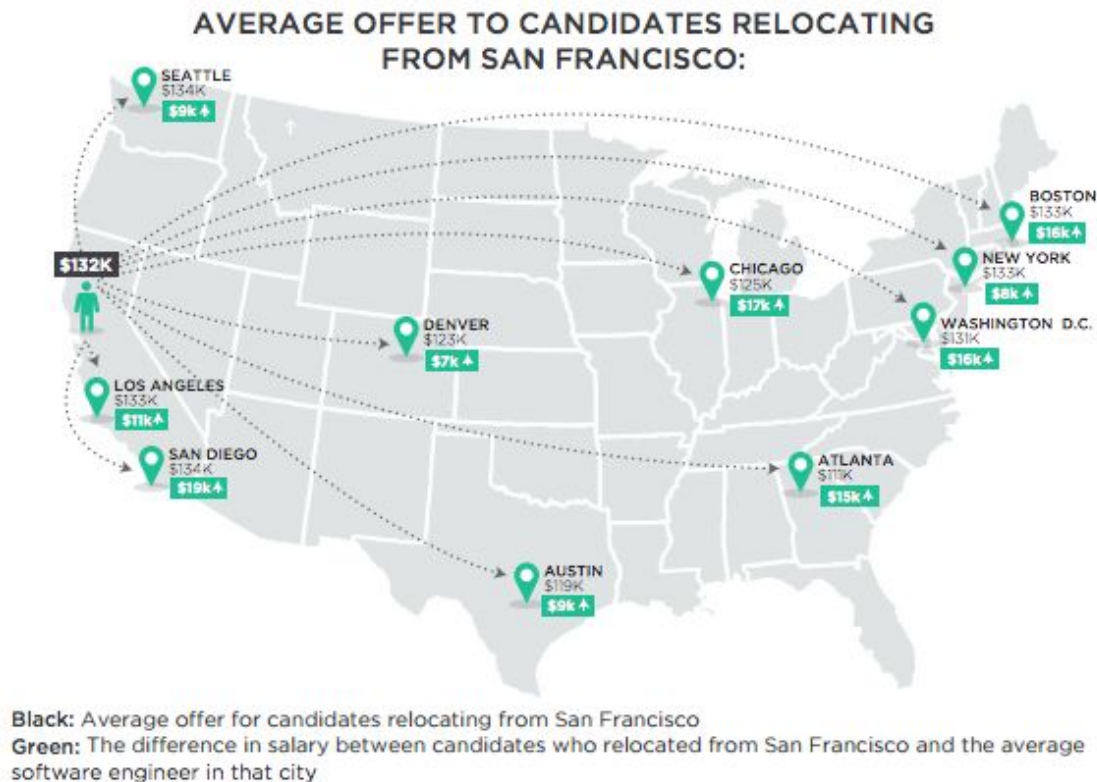 AVERAGE OFFER TO CANDIDATES RELOCATING
FROM SAN FRANCISCO:
SEATTLE
$134K
$9k
BOSTON
$133K
$16k
$132K
NEW YORK
$133K
$8k
CHICAGO
$125K
$17k
WASHINGTON D.C.
$131K
$16k
DENVER
$123K
$7k
LOS ANGELES
$133K
$11k
SAN DIEGO
$134K
$19k
ATLANTA
$111K
$15k
AUSTIN
$119K
$9k
Black: Average offer for candidates relocating from San Francisco
Green: The difference in salary between candidates who relocated from San Francisco and the average
software engineer in that city